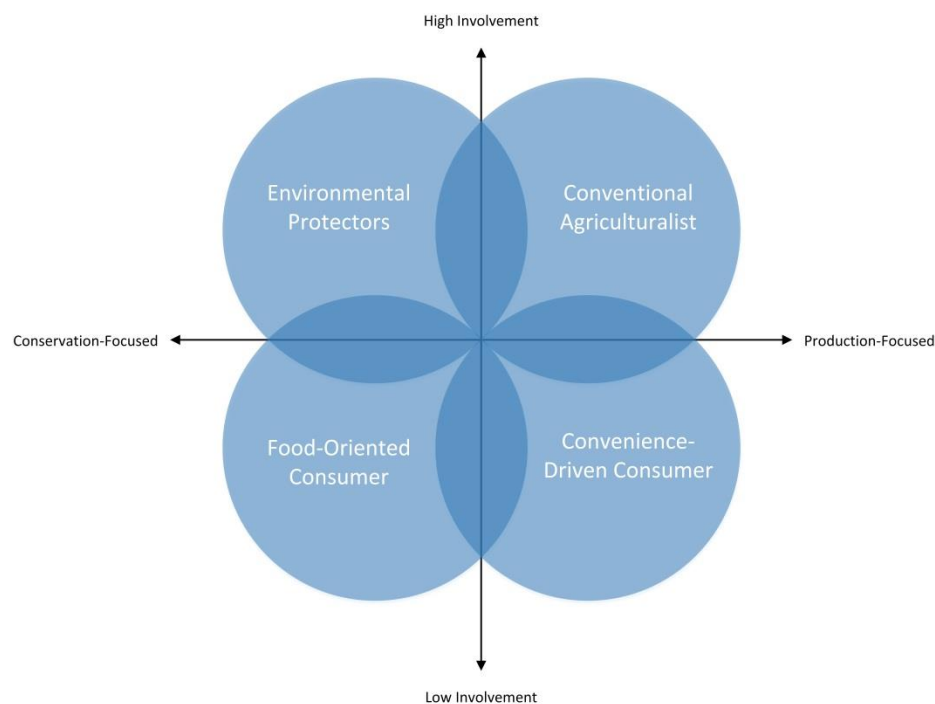 High Involvement
Environmental
Protectors
Conventional
Agriculturalist
Conservation-Focused
Production-Focused
Food-Oriented
Consumer
Convenience-
Driven Consumer
Low Involvement